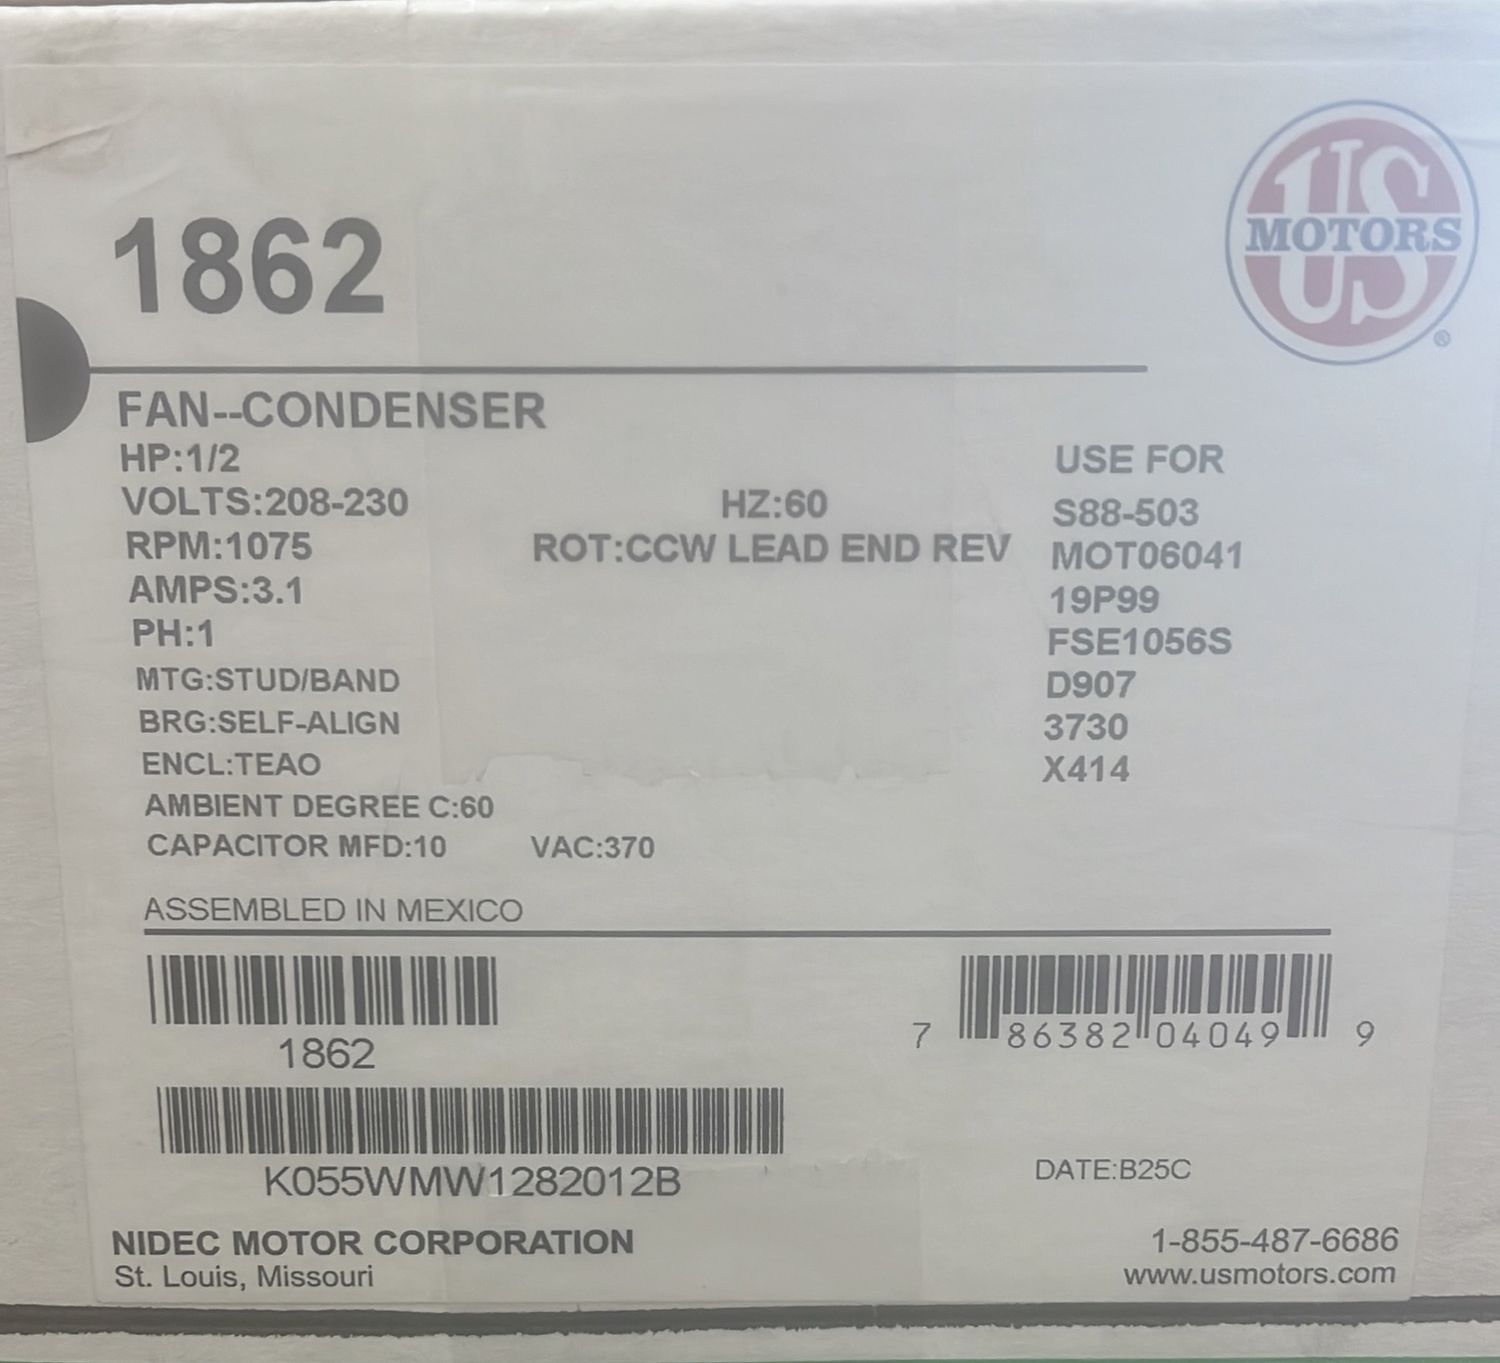 1862
US
MOTORS
®
FAN--CONDENSER
HP:1/2
VOLTS:208-230
HZ:60
RPM:1075
ROT:CCW LEAD END REV
AMPS:3.1
PH:1
MTG:STUD/BAND
BRG:SELF-ALIGN
ENCL:TEAO
AMBIENT DEGREE C:60
CAPACITOR MFD:10 VAC:370
USE FOR
S88-503
MOT06041
19P99
FSE1056S
D907
3730
X414
ASSEMBLED IN MEXICO
1862
7 86382 04049 9
K055WMW1282012B
DATE:B25C
NIDEC MOTOR CORPORATION
St. Louis, Missouri
1-855-487-6686
www.usmotors.com